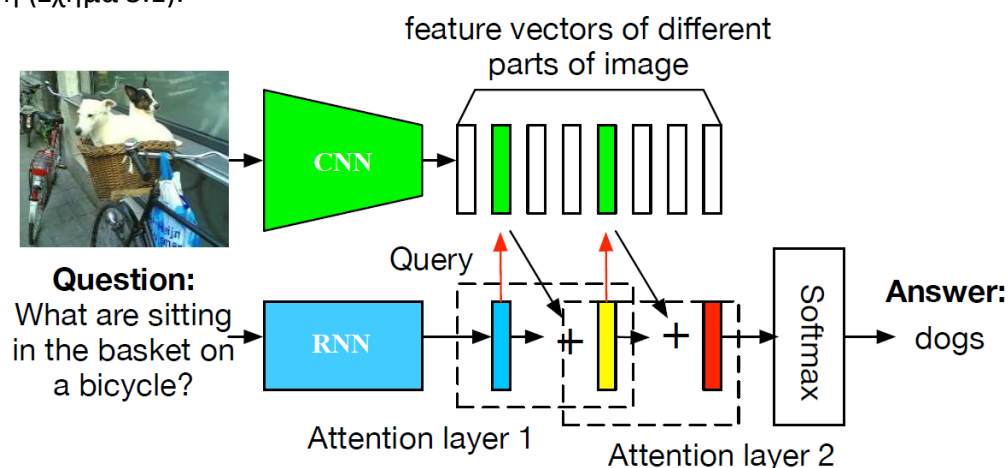 feature vectors of different
parts of image
CNN
Query
Question:
What are sitting
in the basket on
a bicycle?
RNN
+
+
Softmax
Answer:
dogs
Attention layer 1
Attention layer 2